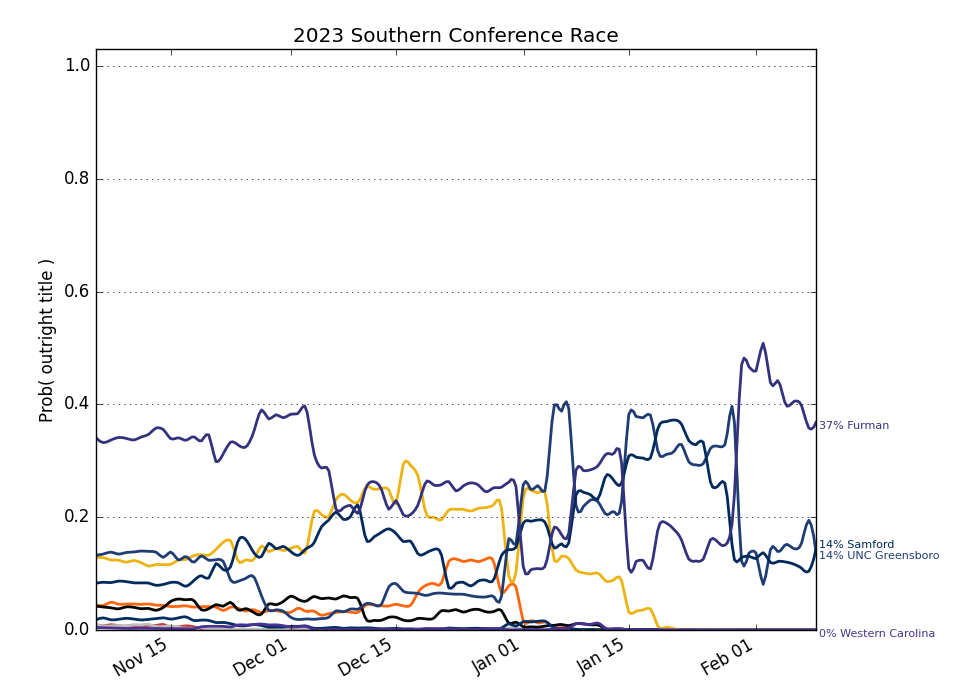 2023 Southern Conference Race
1.0
0.8
0.6
0.4
0.2
0.0
Prob( outright title )
37% Furman
14% Samford
14% UNC Greensboro
0% Western Carolina
Nov 15
Dec 01
Dec 15
Jan 01
Jan 15
Feb 01